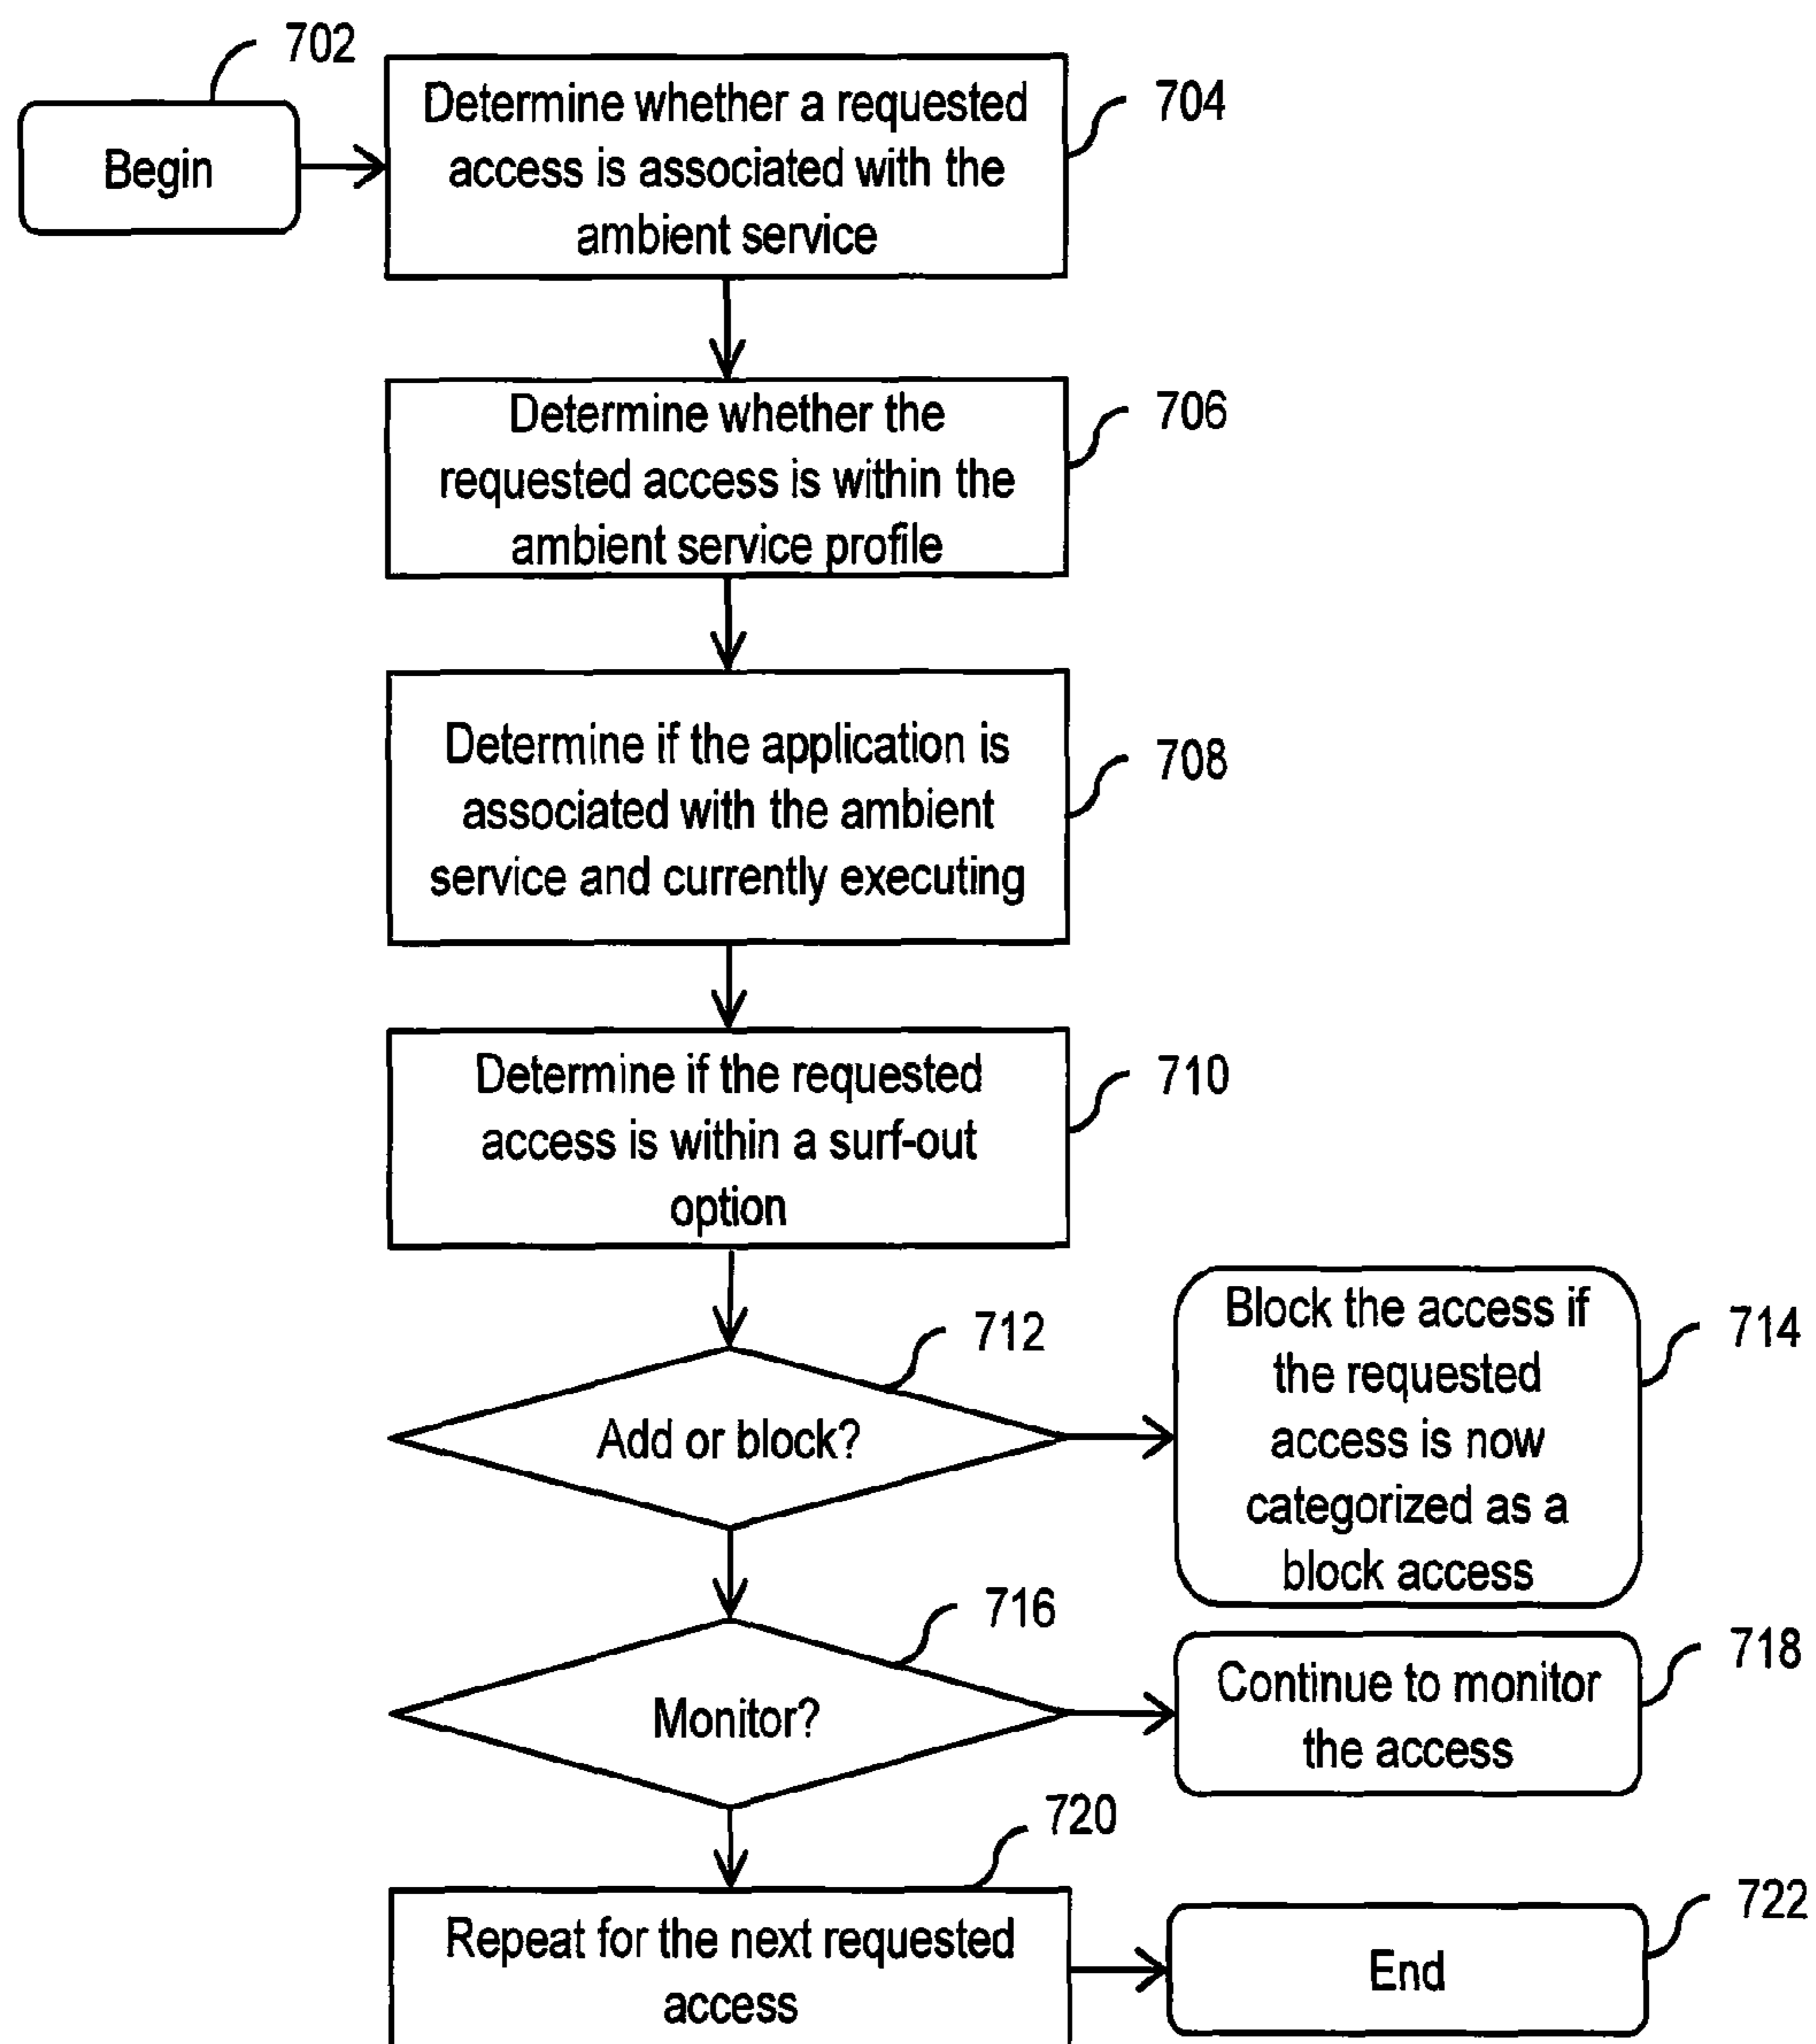 702
Begin
Determine whether a requested
access is associated with the
ambient service
704
Determine whether the
requested access is within the
ambient service profile
706
Determine if the application is
associated with the ambient
service and currently executing
708
Determine if the requested
access is within a surf-out
option
710
712
Add or block?
Block the access if
the requested
access is now
categorized as a
block access
714
716
Monitor?
Continue to monitor
the access
718
720
Repeat for the next requested
access
End
722